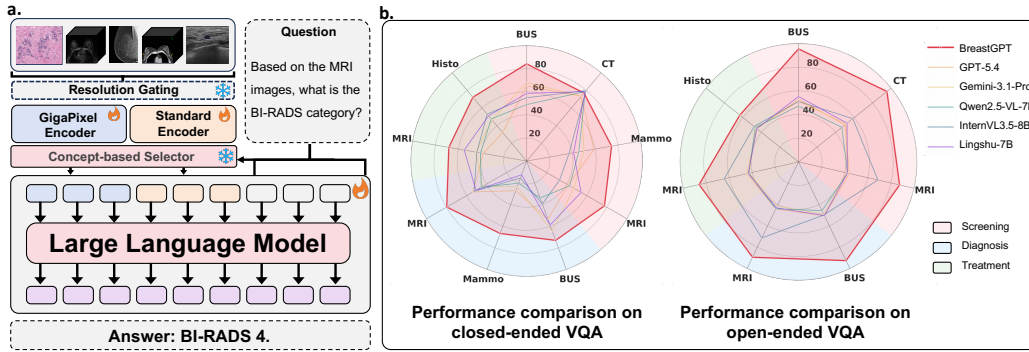 a.
Question
Based on the MRI
images, what is the
BI-RADS category?
Resolution Gating
GigaPixel
Encoder
Standard
Encoder
Concept-based Selector
Large Language Model
Answer: BI-RADS 4.
b.
BUS
CT
Mammo
MRI
BUS
Mammo
MRI
MRI
Histo
80
60
40
20
Performance comparison on
closed-ended VQA
BUS
CT
MRI
BUS
MRI
MRI
Histo
80
60
40
20
Performance comparison on
open-ended VQA
BreastGPT
GPT-5.4
Gemini-3.1-Pro
Qwen2.5-VL-7B
InternVL3.5-8B
Lingshu-7B
Screening
Diagnosis
Treatment